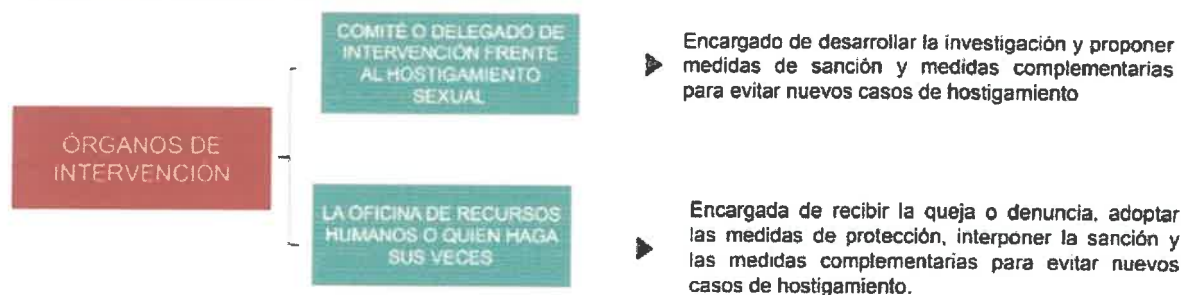 ÓRGANOS DE
INTERVENCIÓN
COMITÉ O DELEGADO DE
INTERVENCIÓN FRENTE
AL HOSTIGAMIENTO
SEXUAL
Encargado de desarrollar la investigación y proponer
medidas de sanción y medidas complementarias
para evitar nuevos casos de hostigamiento
LA OFICINA DE RECURSOS
HUMANOS O QUIEN HAGA
SUS VECES
Encargada de recibir la queja o denuncia, adoptar
las medidas de protección, interponer la sanción y
las medidas complementarias para evitar nuevos
casos de hostigamiento.